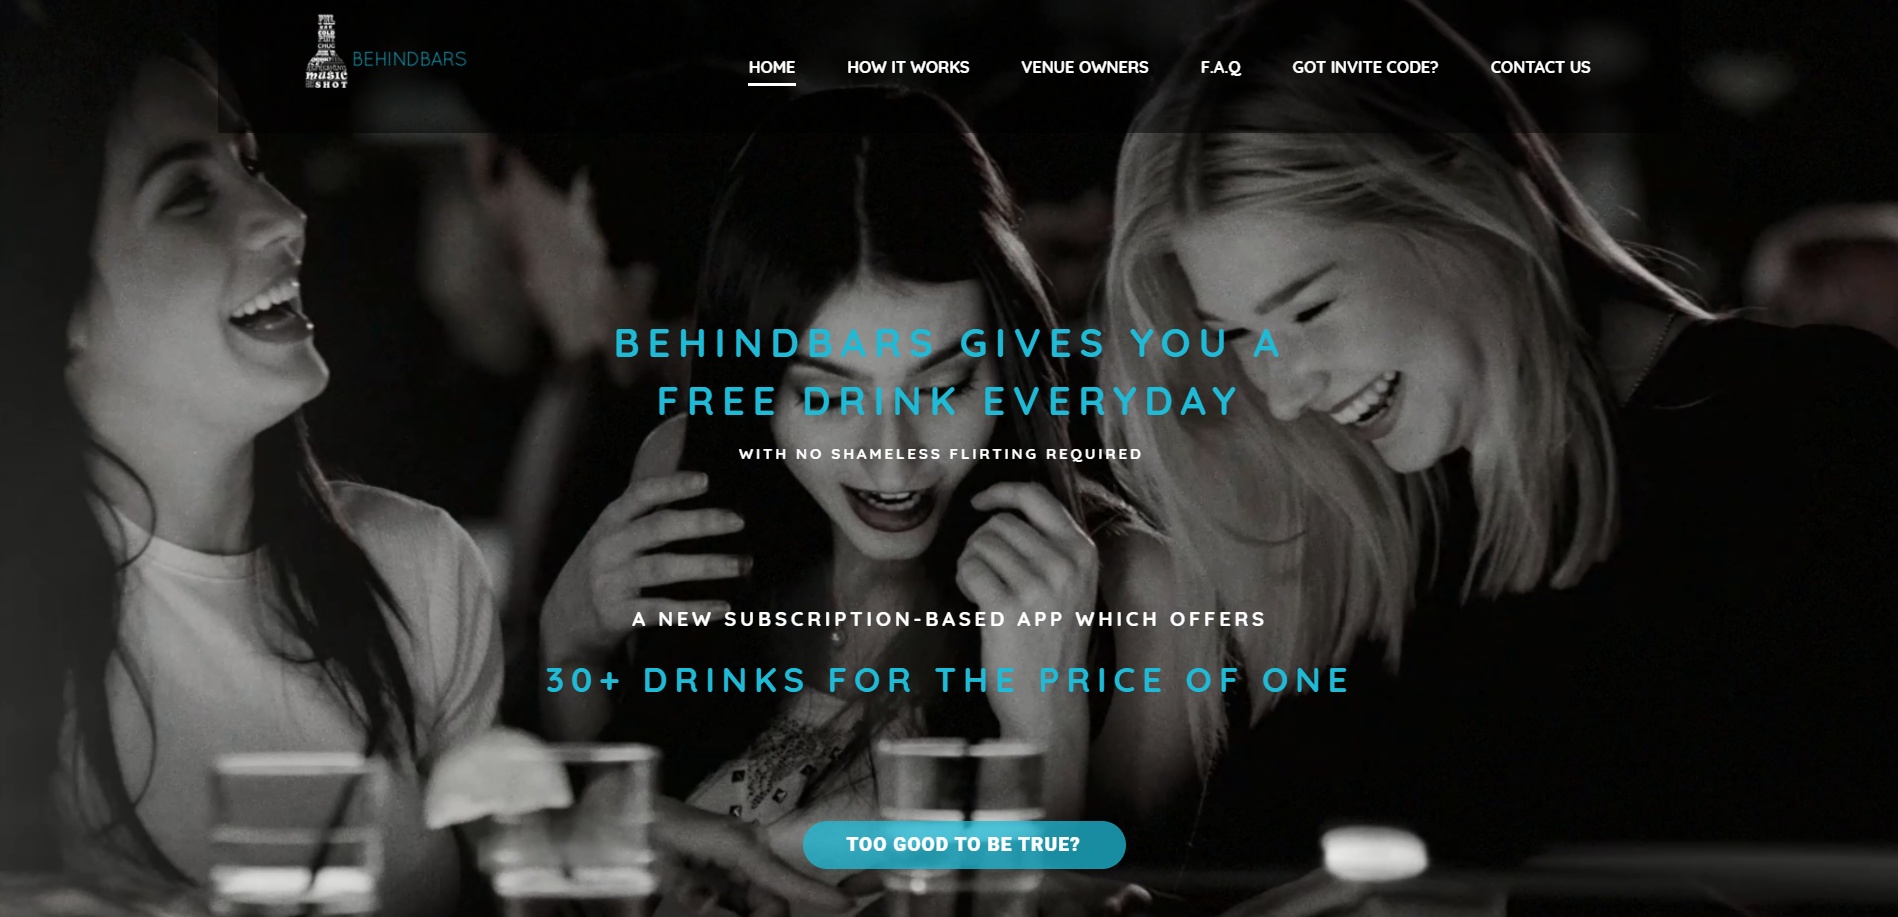 music
SHOT
BEHINDBARS
HOME
HOW IT WORKS
VENUE OWNERS
F.A.Q
GOT INVITE CODE?
CONTACT US
BEHINDBARS GIVES YOU A
FREE DRINK EVERYDAY
WITH NO SHAMELESS FLIRTING REQUIRED
A NEW SUBSCRIPTION-BASED APP WHICH OFFERS
30+ DRINKS FOR THE PRICE OF ONE
TOO GOOD TO BE TRUE?